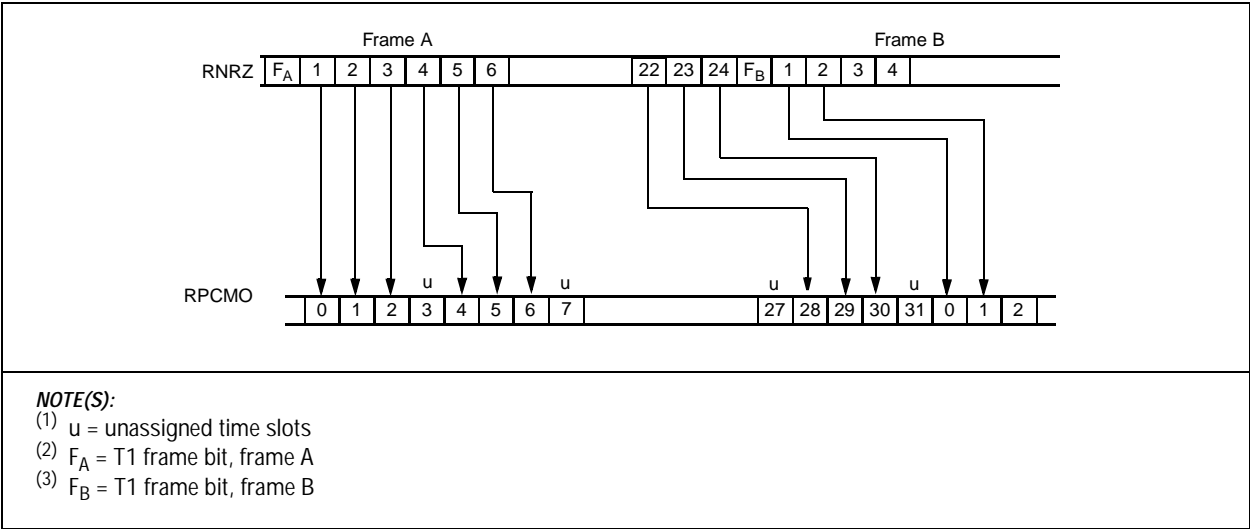 Frame A Frame B
RNRZ F_A 1 2 3 4 5 6 22 23 24 F_B 1 2 3 4
u u u u
RPCMO 0 1 2 3 4 5 6 7 27 28 29 30 31 0 1 2
NOTE(S):
(1) u = unassigned time slots
(2) F_A = T1 frame bit, frame A
(3) F_B = T1 frame bit, frame B